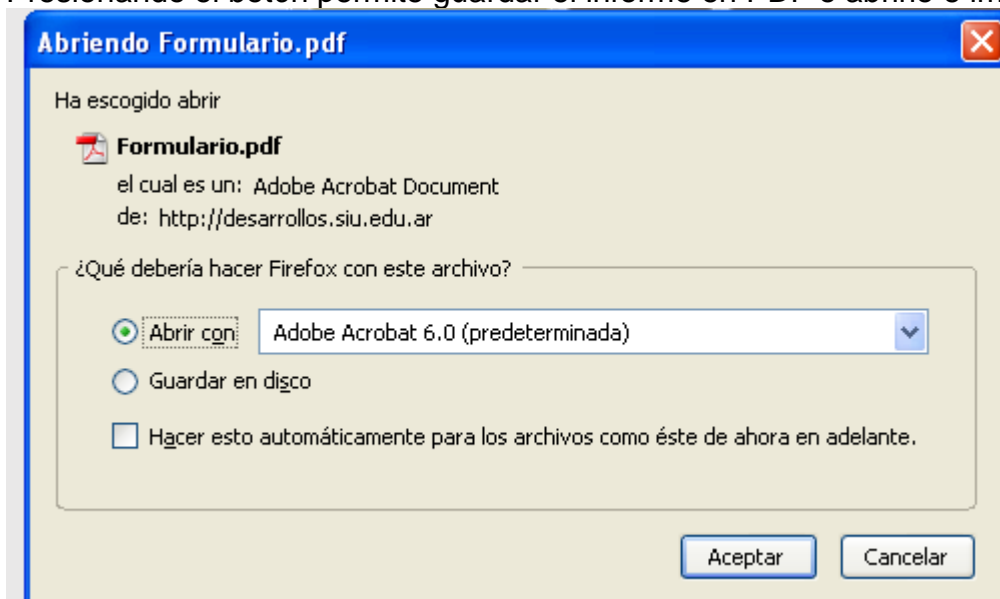 Abriendo Formulario.pdf
Ha escogido abrir
Formulario.pdf
el cual es un: Adobe Acrobat Document
de: http://desarrollos.siu.edu.ar
¿Qué debería hacer Firefox con este archivo?
Abrir con Adobe Acrobat 6.0 (predeterminada)
Guardar en disco
Hacer esto automáticamente para los archivos como éste de ahora en adelante.
Aceptar Cancelar